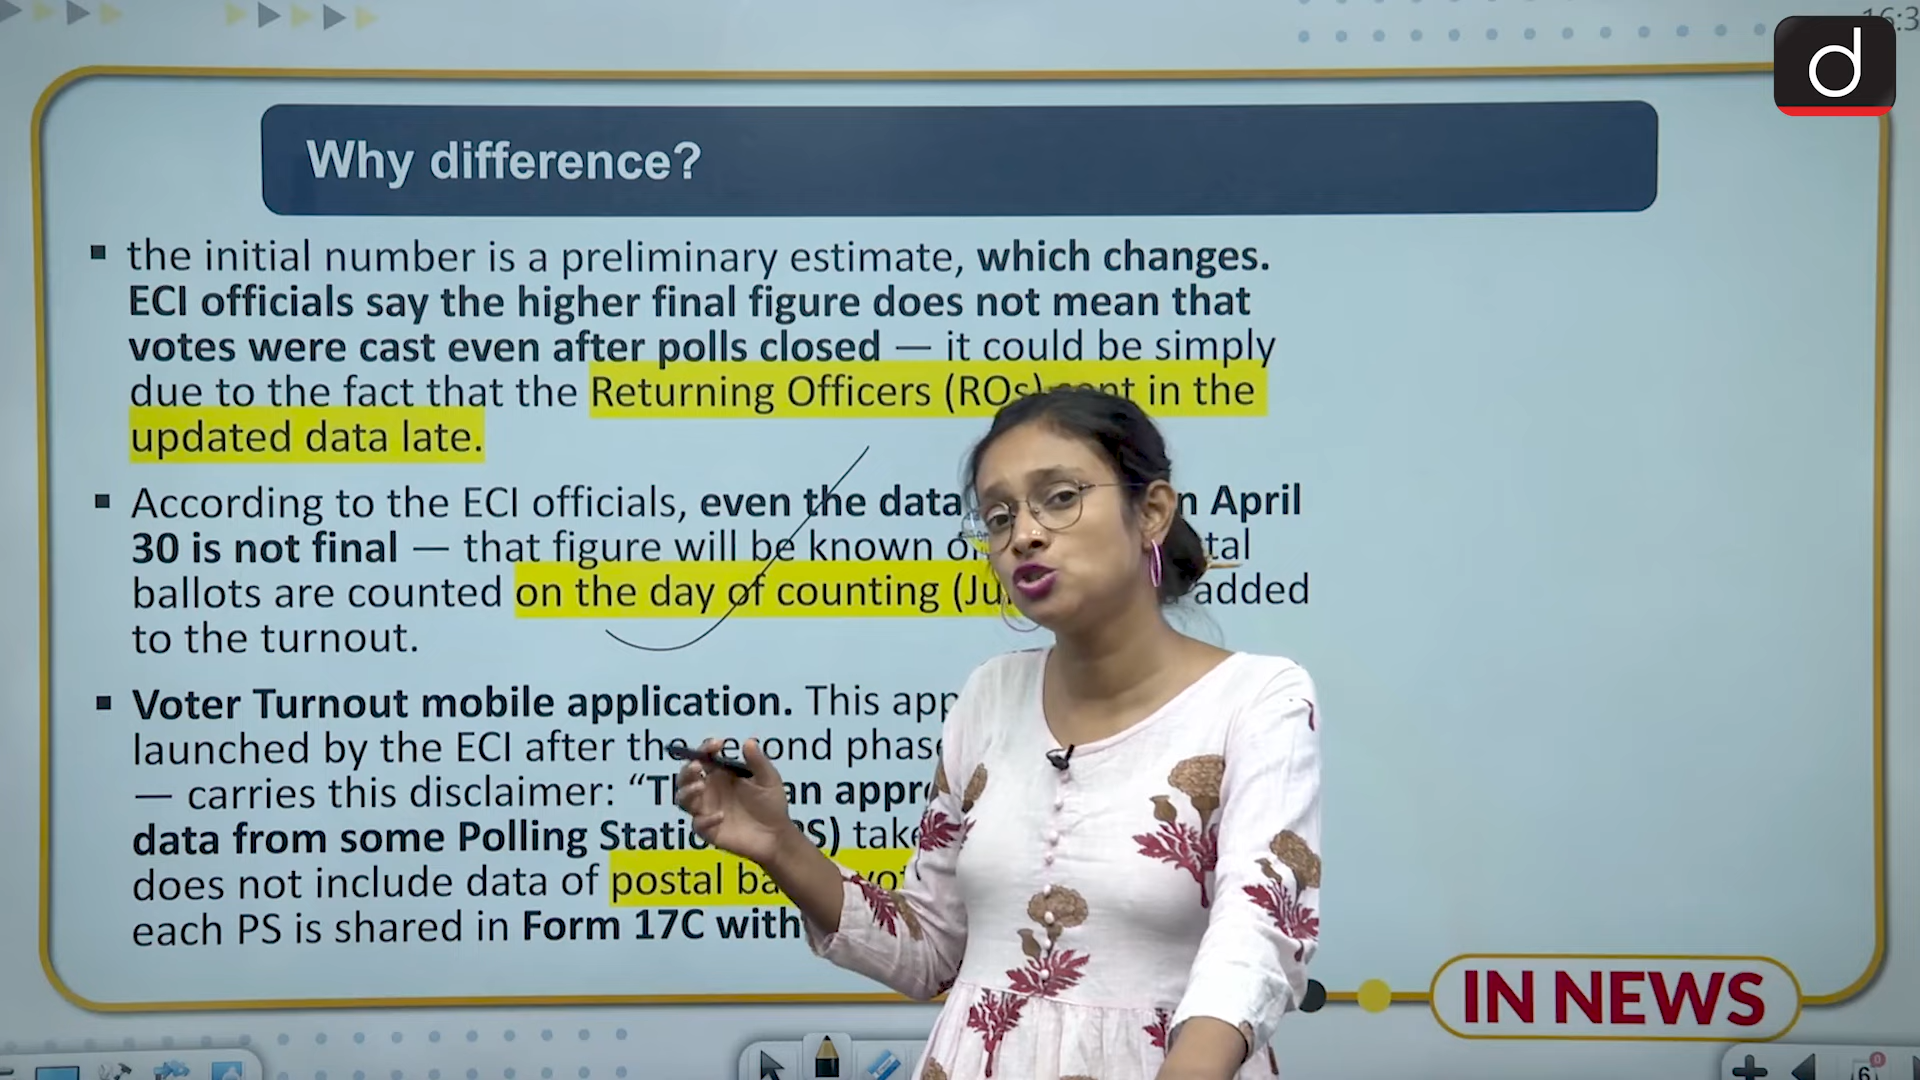 16:3
d
Why difference?
the initial number is a preliminary estimate, which changes.
ECI officials say the higher final figure does not mean that
votes were cast even after polls closed — it could be simply
due to the fact that the Returning Officers (ROs) sent in the
updated data late.
According to the ECI officials, even the data April
30 is not final — that figure will be known
ballots are counted on the day of counting added
to the turnout.
Voter Turnout mobile application. This app
launched by the ECI after the second phase
— carries this disclaimer: “ an
data from some Polling
does not include data of postal
each PS is shared in Form 17C with
IN NEWS
6